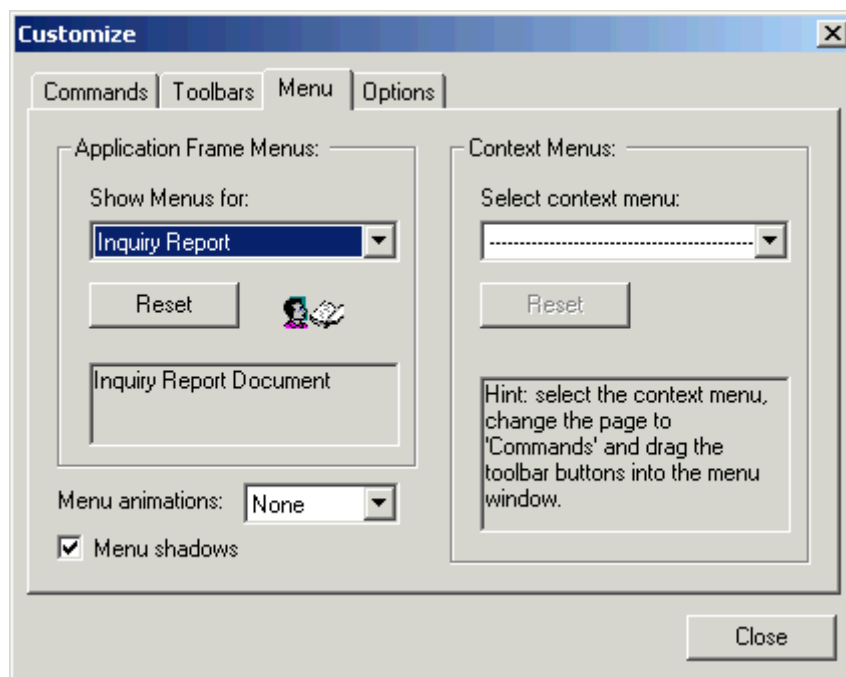 Customize
Commands Toolbars Menu Options
Application Frame Menus:
Show Menus for:
Inquiry Report
Reset
Inquiry Report Document
Menu animations: None
Menu shadows
Context Menus:
Select context menu:
--------------------------------------------
Reset
Hint: select the context menu,
change the page to
'Commands' and drag the
toolbar buttons into the menu
window.
Close